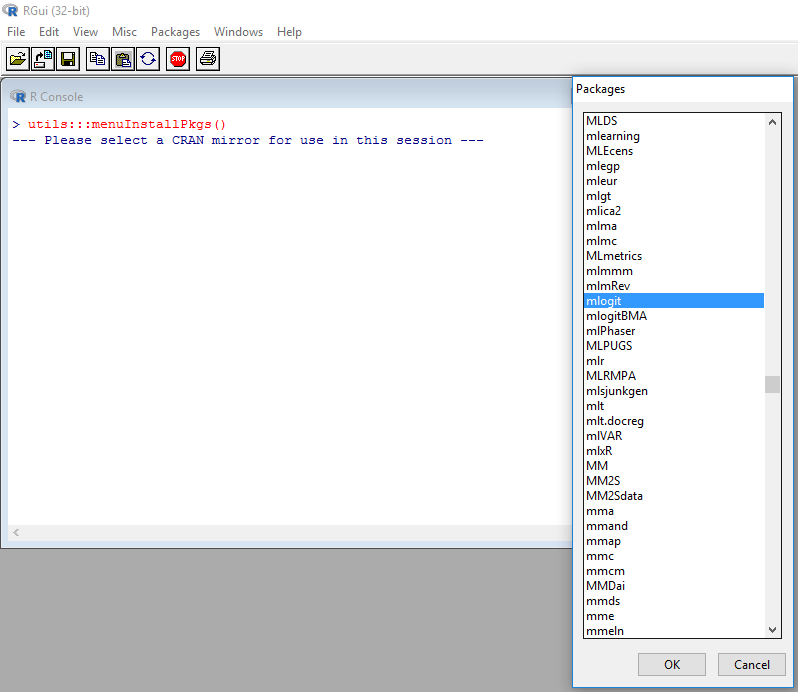 RGui (32-bit)
File Edit View Misc Packages Windows Help
STOP
R Console
> utils:::menuInstallPkgs()
--- Please select a CRAN mirror for use in this session ---
Packages
MLDS
mlearning
MLEcens
mlegp
mleur
mlgt
mlica2
mlma
mlmc
MLmetrics
mlmmm
mlmRev
mlogit
mlogitBMA
mlPhaser
MLPUGS
mlr
MLRMPA
mlsjunkgen
mlt
mlt.docreg
mlVAR
mlxR
MM
MM2S
MM2Sdata
mma
mmand
mmap
mmc
mmcm
MMDai
mmds
mme
mmeln
OK Cancel